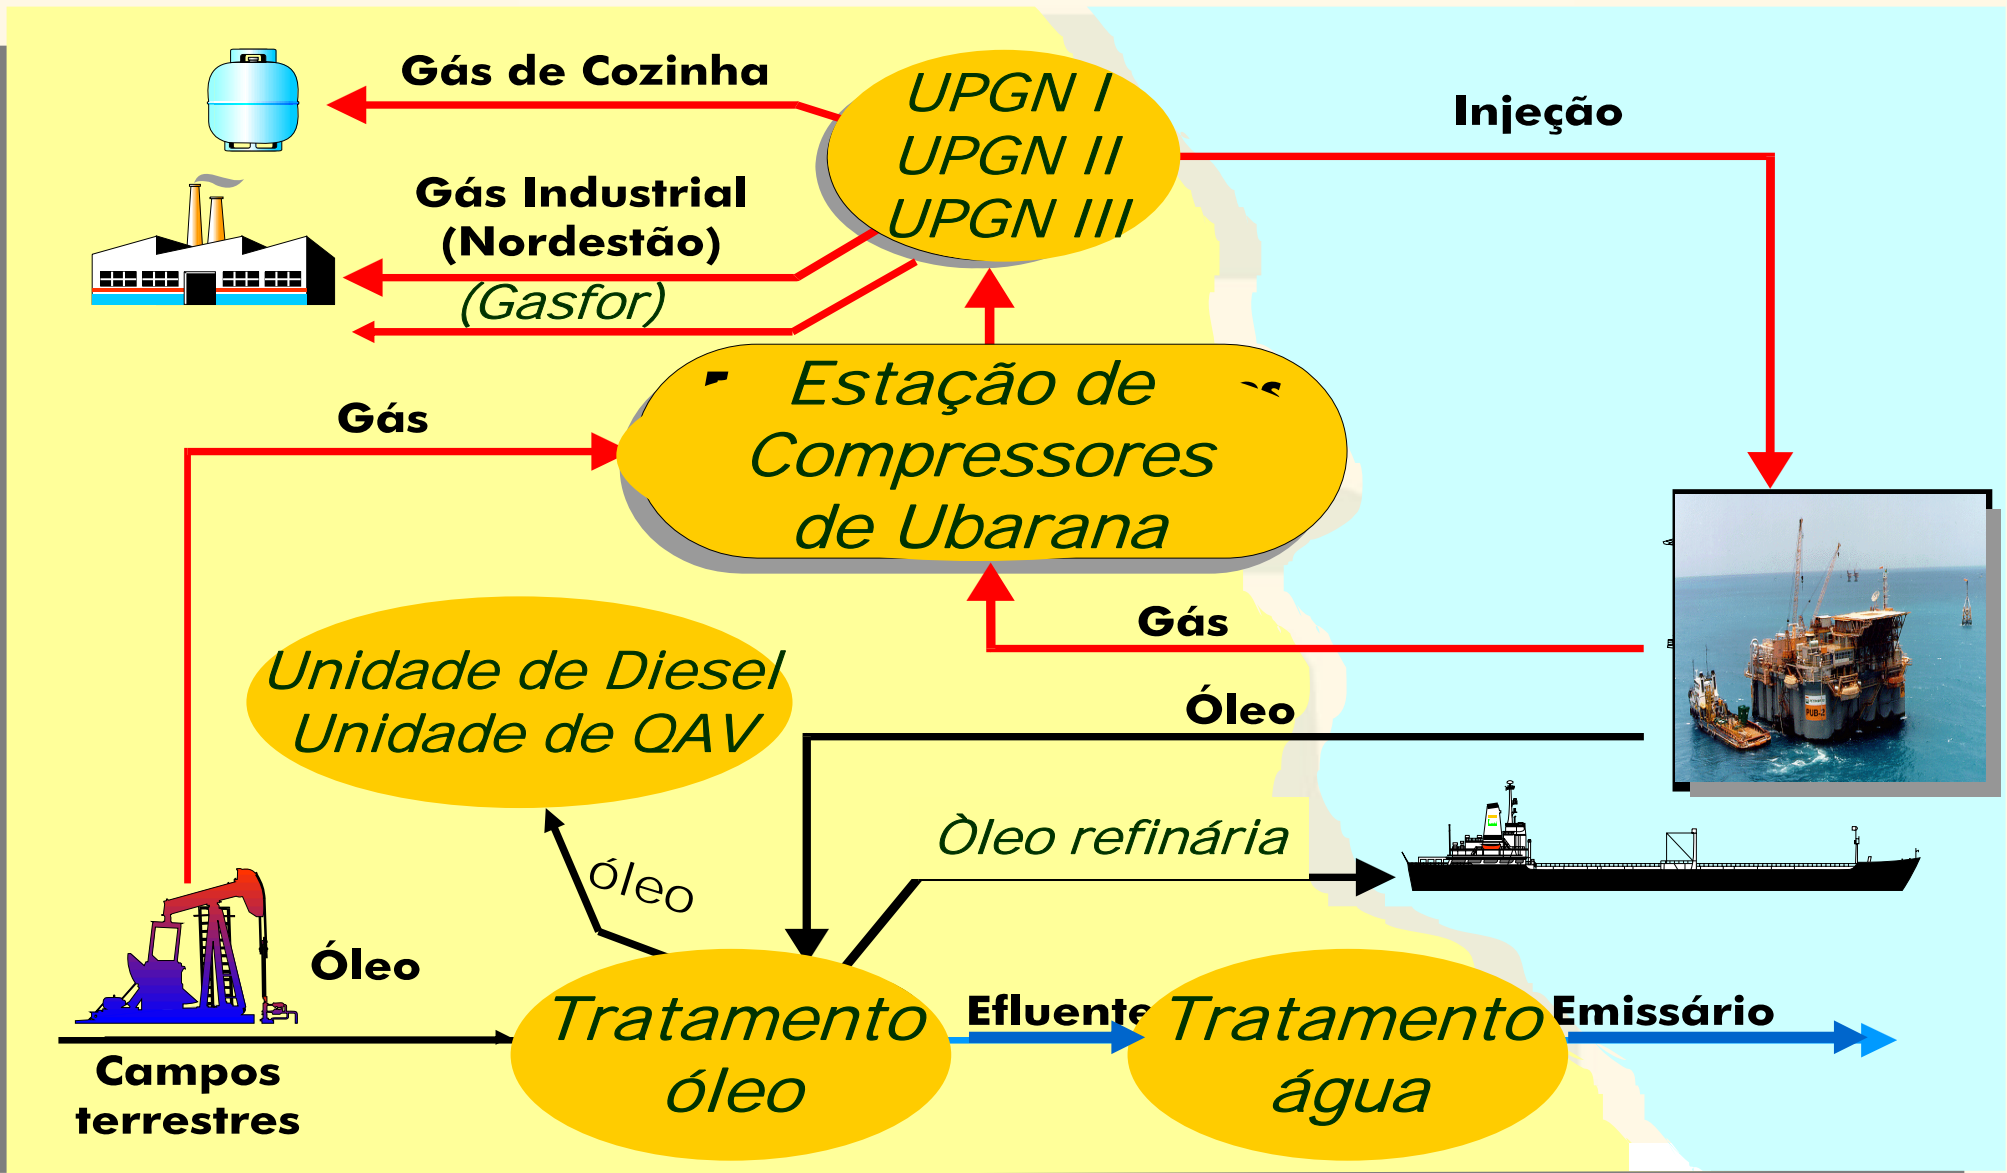 Gás de Cozinha
UPGN I
UPGN II
UPGN III
Injeção
Gás Industrial
(Nordestão)
(Gasfor)
Estação de
Compressores
de Ubarana
Gás
Gás
Unidade de Diesel
Unidade de QAV
Óleo
PUB-2
Òleo refinária
óleo
Óleo
Campos
terrestres
Tratamento
óleo
Efluente
Tratamento
água
Emissário